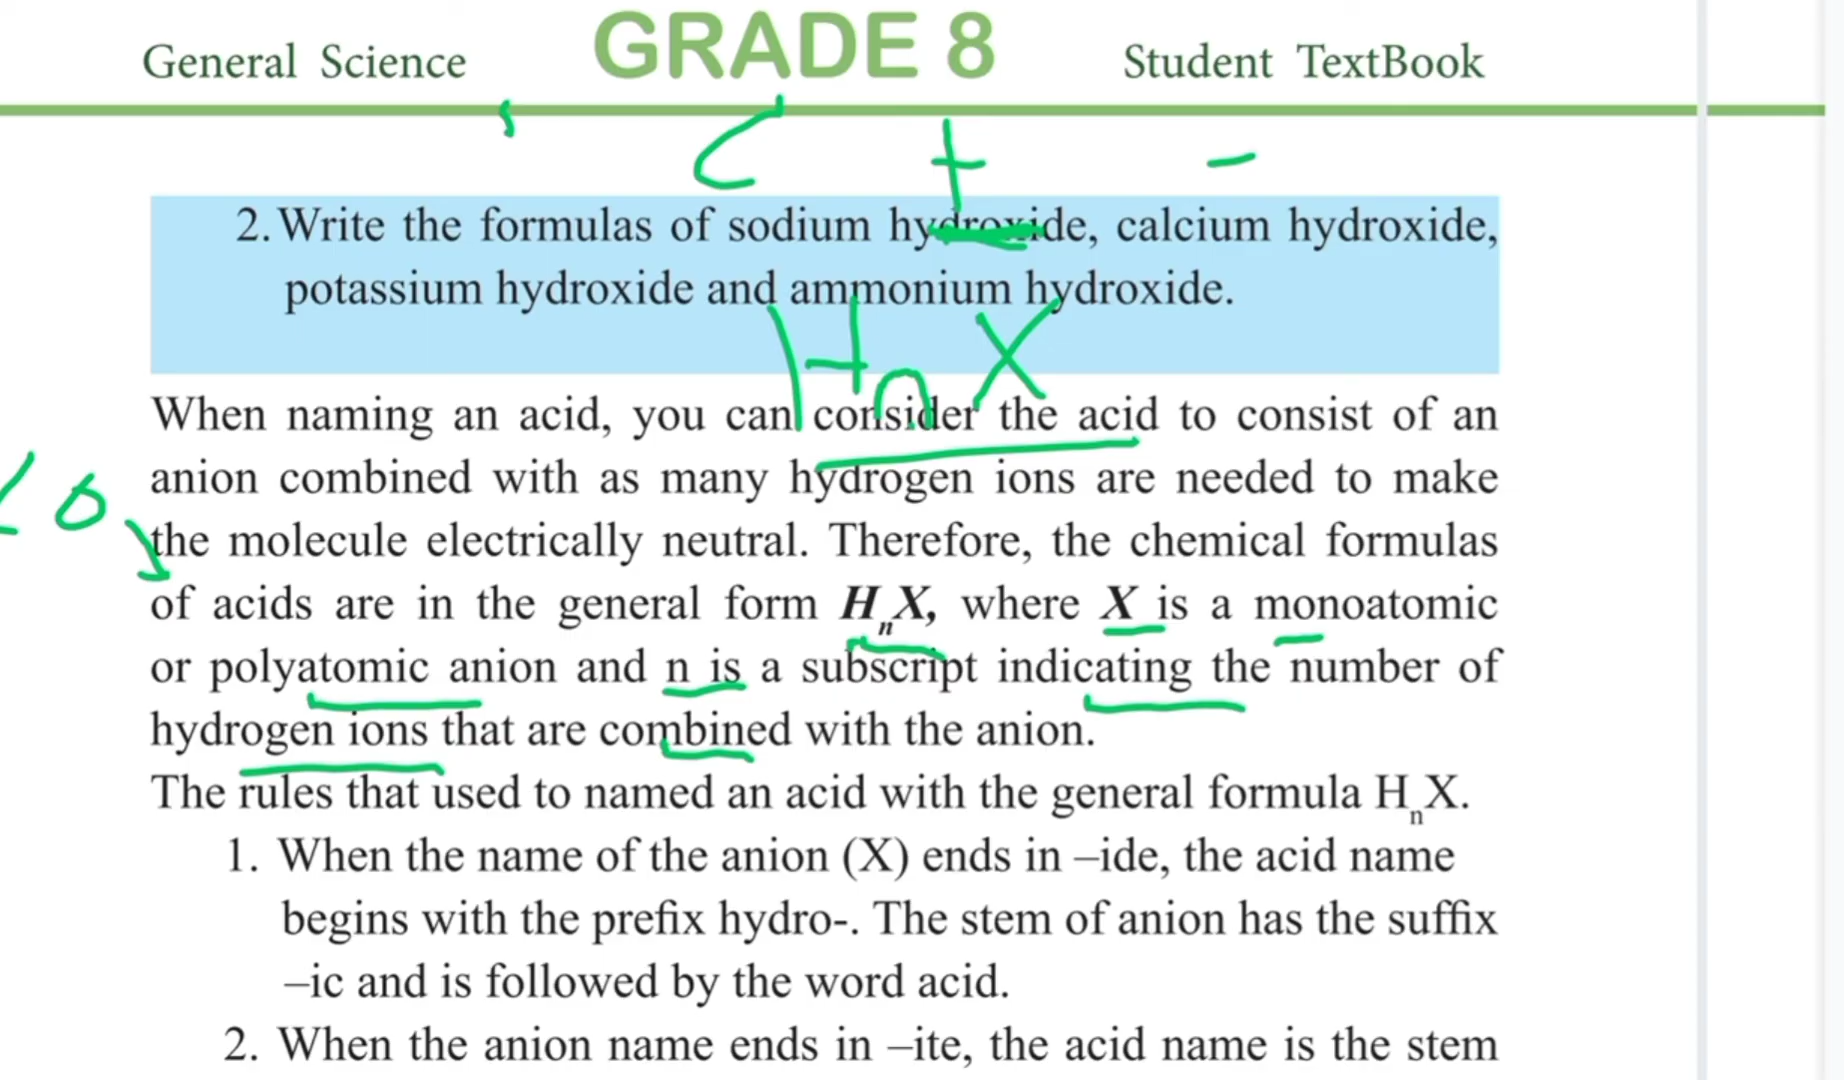 General Science GRADE 8 Student TextBook
C + –
2. Write the formulas of sodium hydroxide, calcium hydroxide,
potassium hydroxide and ammonium hydroxide.
HnX
When naming an acid, you can consider the acid to consist of an
anion combined with as many hydrogen ions are needed to make
the molecule electrically neutral. Therefore, the chemical formulas
of acids are in the general form HnX, where X is a monoatomic
or polyatomic anion and n is a subscript indicating the number of
hydrogen ions that are combined with the anion.
The rules that used to named an acid with the general formula HnX.
1. When the name of the anion (X) ends in –ide, the acid name
begins with the prefix hydro-. The stem of anion has the suffix
–ic and is followed by the word acid.
2. When the anion name ends in –ite, the acid name is the stem